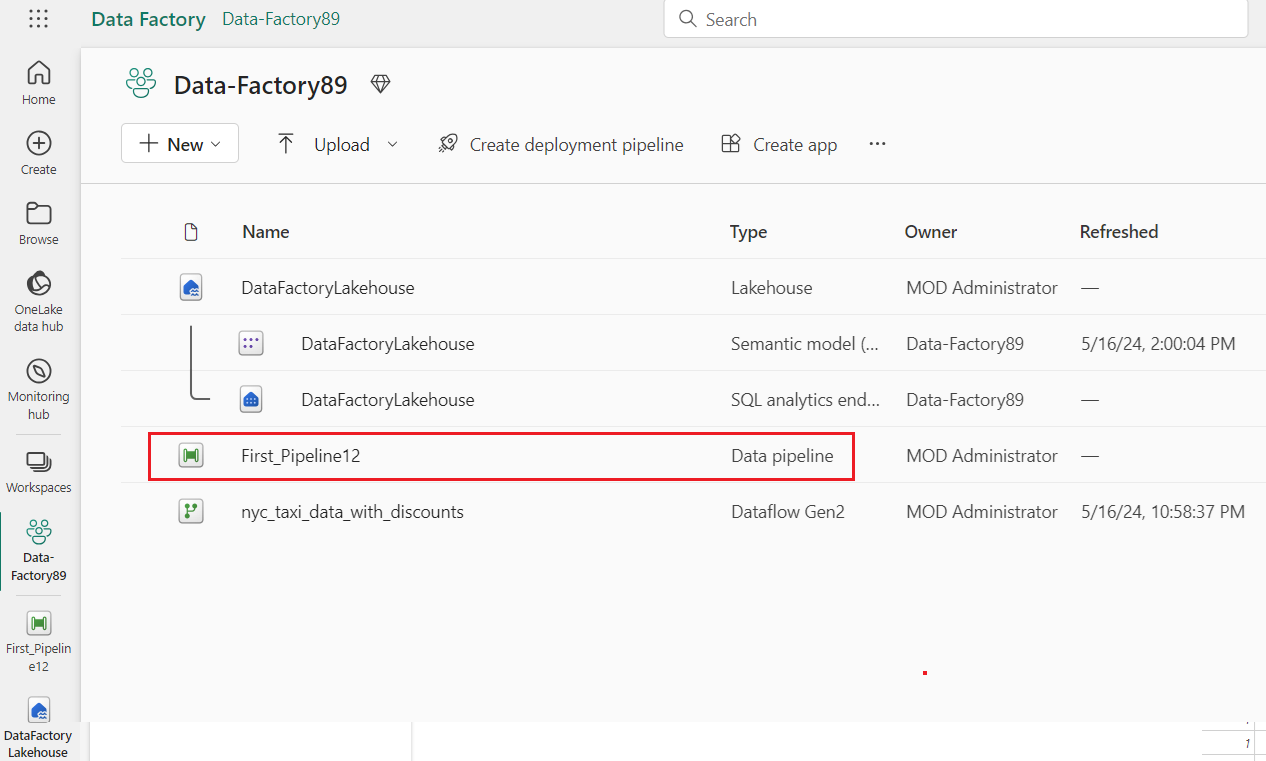 Data Factory Data-Factory89
Search
Home
Create
Browse
OneLake
data hub
Monitoring
hub
Workspaces
Data-
Factory89
First_Pipelin
e12
DataFactory
Lakehouse
Data-Factory89
New
Upload
Create deployment pipeline
Create app
Name Type Owner Refreshed
DataFactoryLakehouse Lakehouse MOD Administrator —
DataFactoryLakehouse Semantic model (... Data-Factory89 5/16/24, 2:00:04 PM
DataFactoryLakehouse SQL analytics end... Data-Factory89 —
First_Pipeline12 Data pipeline MOD Administrator —
nyc_taxi_data_with_discounts Dataflow Gen2 MOD Administrator 5/16/24, 10:58:37 PM
1